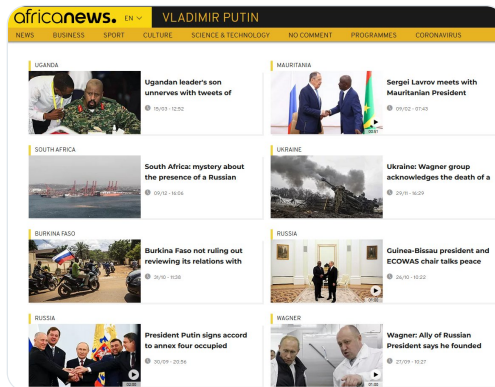 africanews. EN VLADIMIR PUTIN
NEWS BUSINESS SPORT CULTURE SCIENCE & TECHNOLOGY NO COMMENT PROGRAMMES CORONAVIRUS
UGANDA
Ugandan leader's son
unnerves with tweets of
15/03 - 12:52
MAURITANIA
Sergei Lavrov meets with
Mauritanian President
09/02 - 07:43
SOUTH AFRICA
South Africa: mystery about
the presence of a Russian
09/12 - 16:06
UKRAINE
Ukraine: Wagner group
acknowledges the death of a
29/11 - 16:29
BURKINA FASO
Burkina Faso not ruling out
reviewing its relations with
31/10 - 11:38
RUSSIA
Guinea-Bissau president and
ECOWAS chair talks peace
26/10 - 10:22
RUSSIA
President Putin signs accord
to annex four occupied
30/09 - 20:56
WAGNER
Wagner: Ally of Russian
President says he founded
27/09 - 10:27